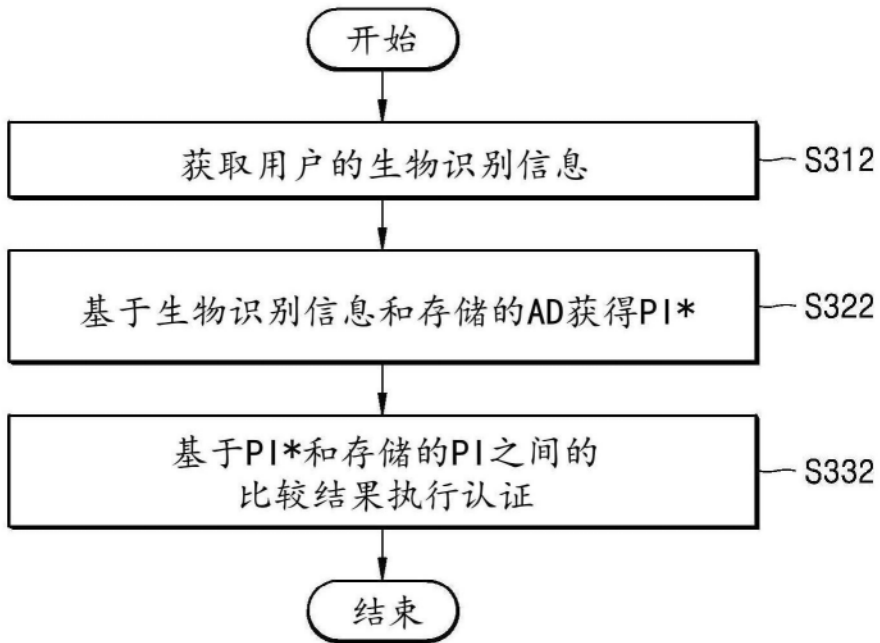 开始
获取用户的生物识别信息
S312
基于生物识别信息和存储的AD获得PI*
S322
基于PI*和存储的PI之间的
比较结果执行认证
S332
结束